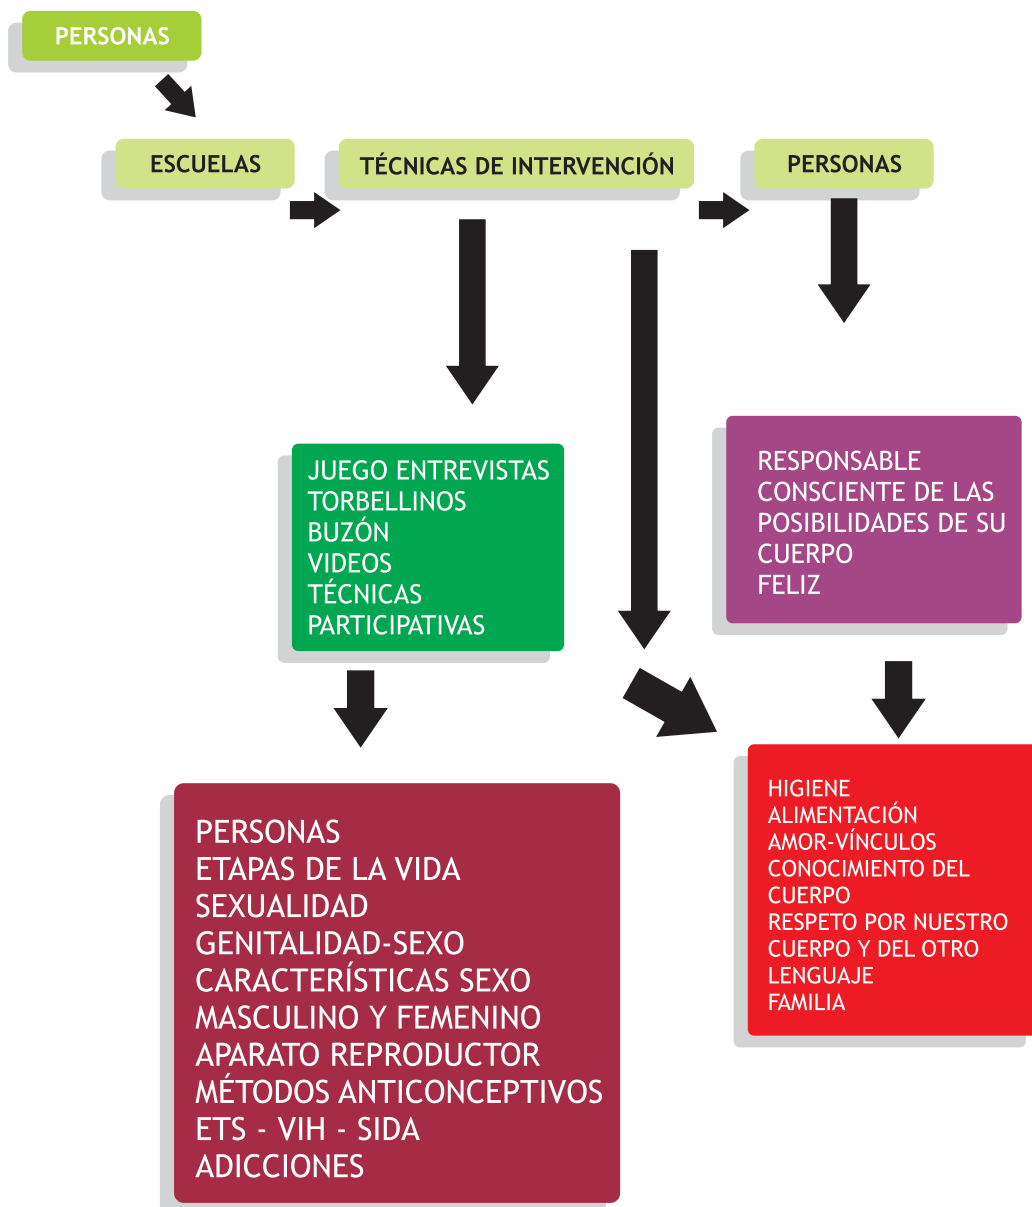 PERSONAS
ESCUELAS
TÉCNICAS DE INTERVENCIÓN
PERSONAS
JUEGO ENTREVISTAS
TORBELLINOS
BUZÓN
VIDEOS
TÉCNICAS
PARTICIPATIVAS
RESPONSABLE
CONSCIENTE DE LAS
POSIBILIDADES DE SU
CUERPO
FELIZ
PERSONAS
ETAPAS DE LA VIDA
SEXUALIDAD
GENITALIDAD-SEXO
CARACTERÍSTICAS SEXO
MASCULINO Y FEMENINO
APARATO REPRODUCTOR
MÉTODOS ANTICONCEPTIVOS
ETS - VIH - SIDA
ADICCIONES
HIGIENE
ALIMENTACIÓN
AMOR-VÍNCULOS
CONOCIMIENTO DEL
CUERPO
RESPETO POR NUESTRO
CUERPO Y DEL OTRO
LENGUAJE
FAMILIA